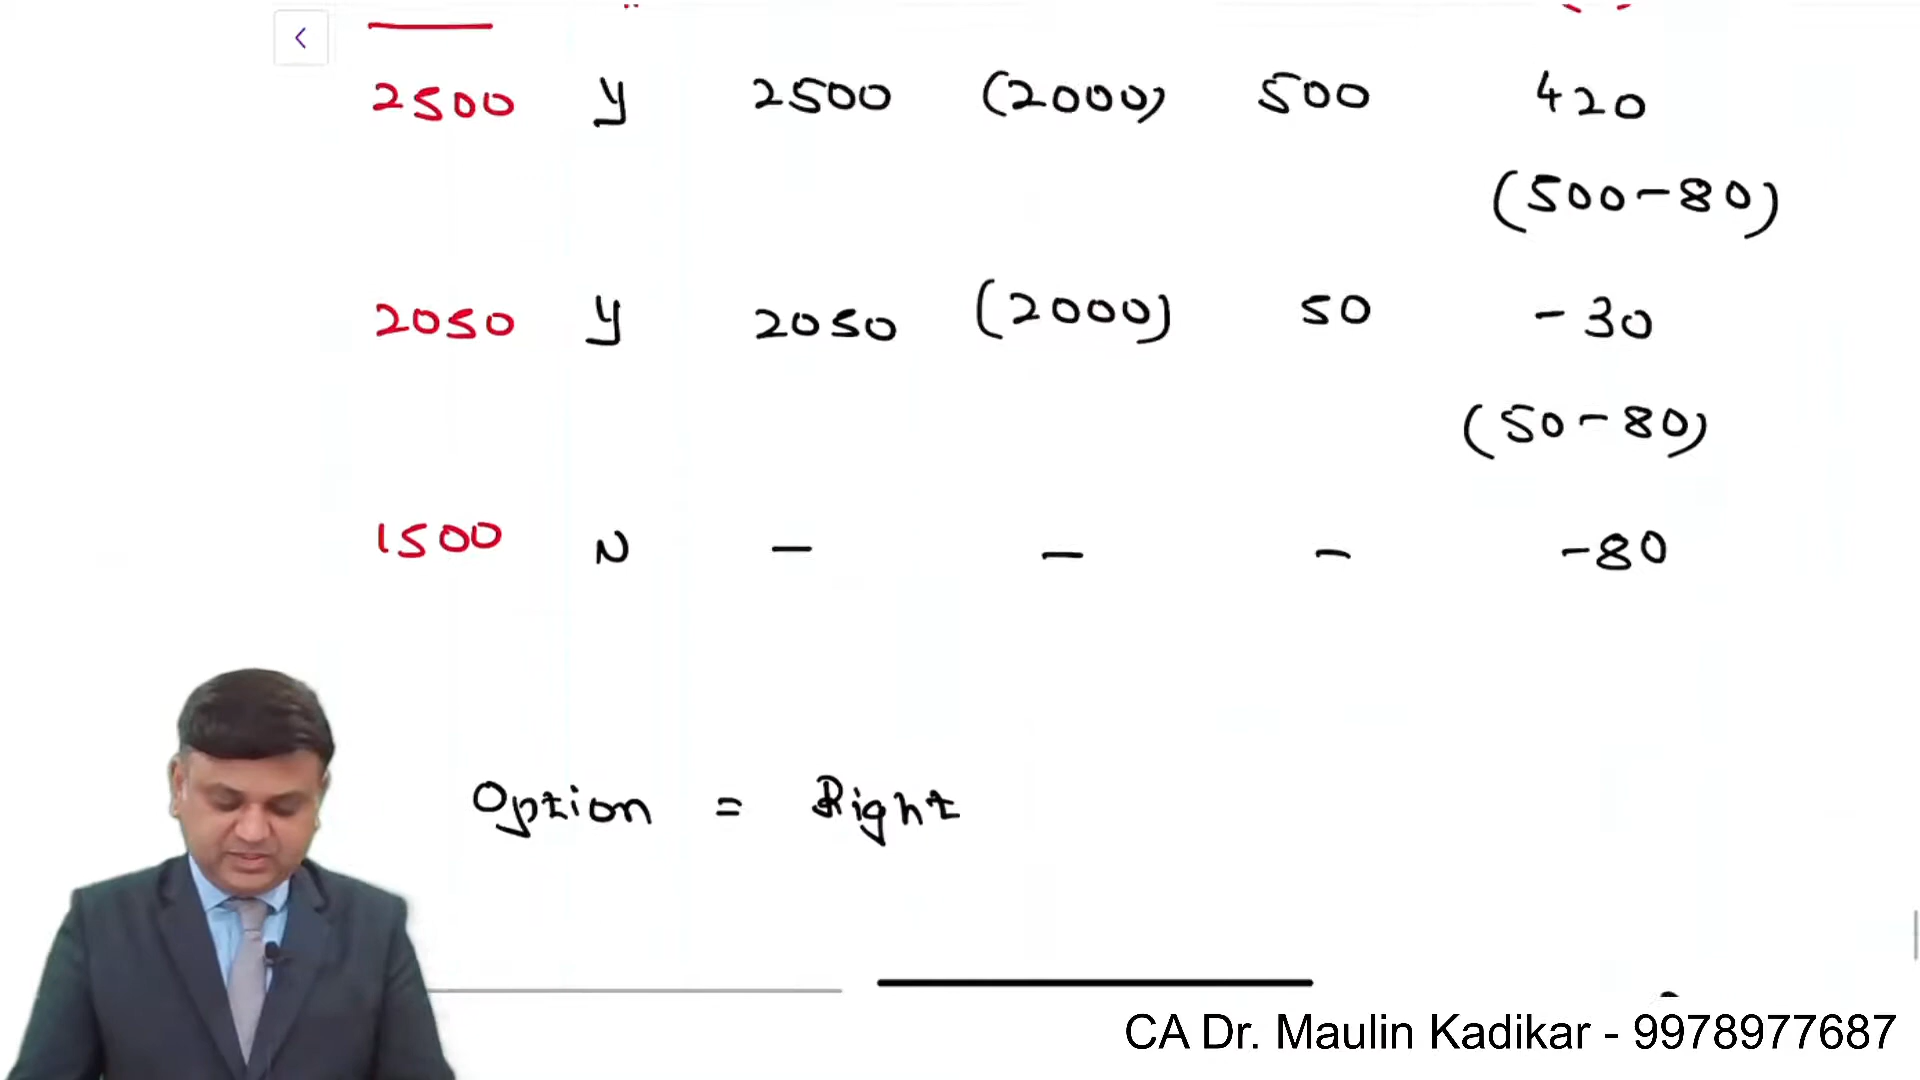 2500 y 2500 (2000) 500 420
(500-80)
2050 y 2050 (2000) 50 -30
(50-80)
1500 N - - - -80
Option = Right
CA Dr. Maulin Kadikar - 9978977687